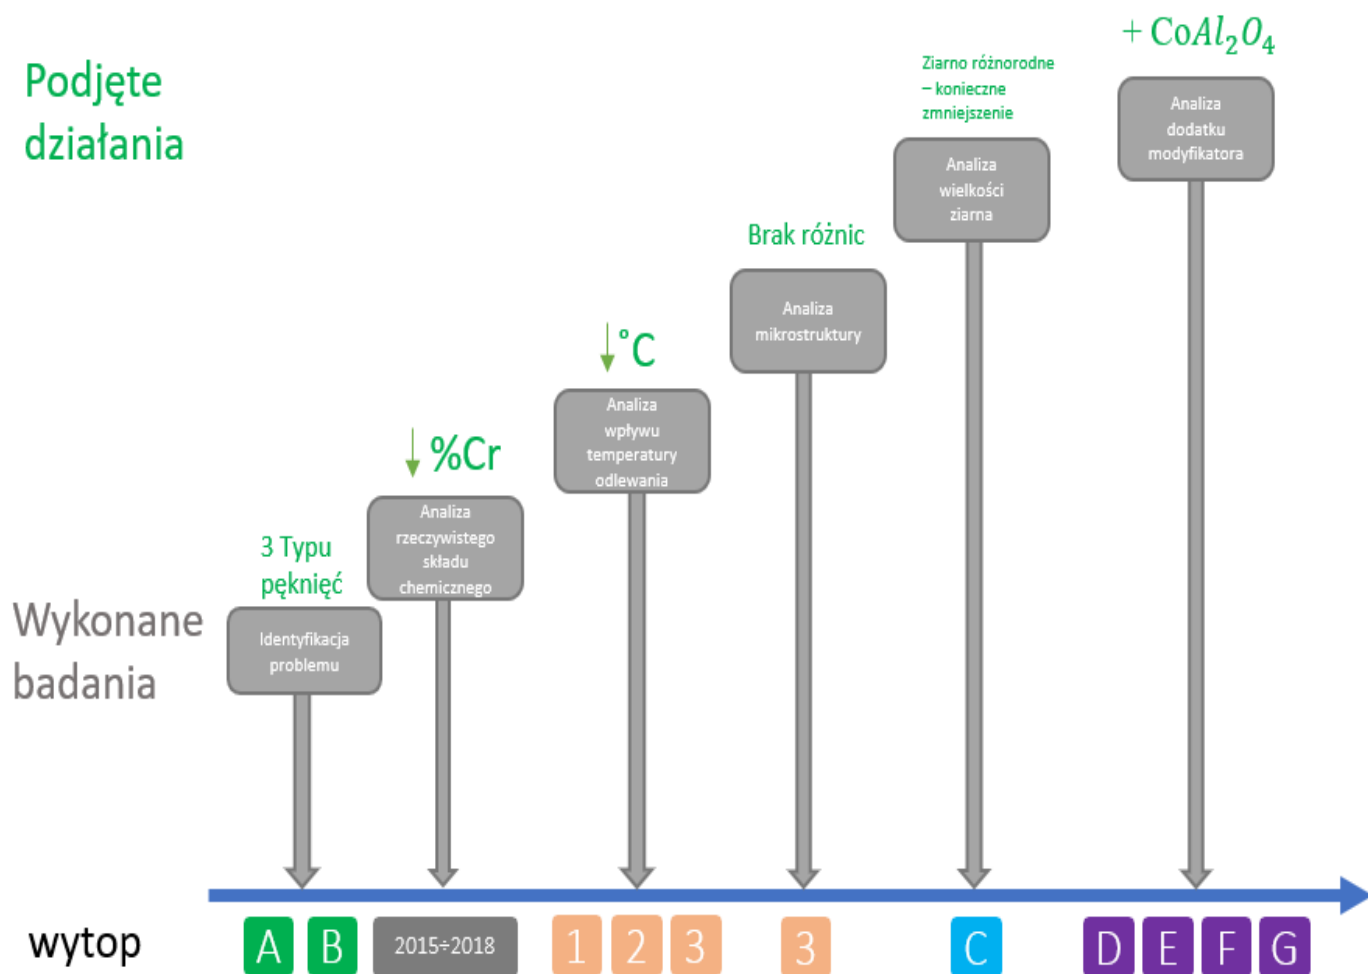 Podjęte
działania
+ CoAl₂O₄
Analiza
dodatku
modyfikatora
Ziarno różnorodne
– konieczne
zmniejszenie
Analiza
wielkości
ziarna
Brak różnic
Analiza
mikrostruktury
↓°C
Analiza
wpływu
temperatury
odlewania
↓ %Cr
Analiza
rzeczywistego
składu
chemicznego
3 Typu
pęknięć
Identyfikacja
problemu
Wykonane
badania
wytop
A B 2015÷2018 1 2 3 3 C D E F G